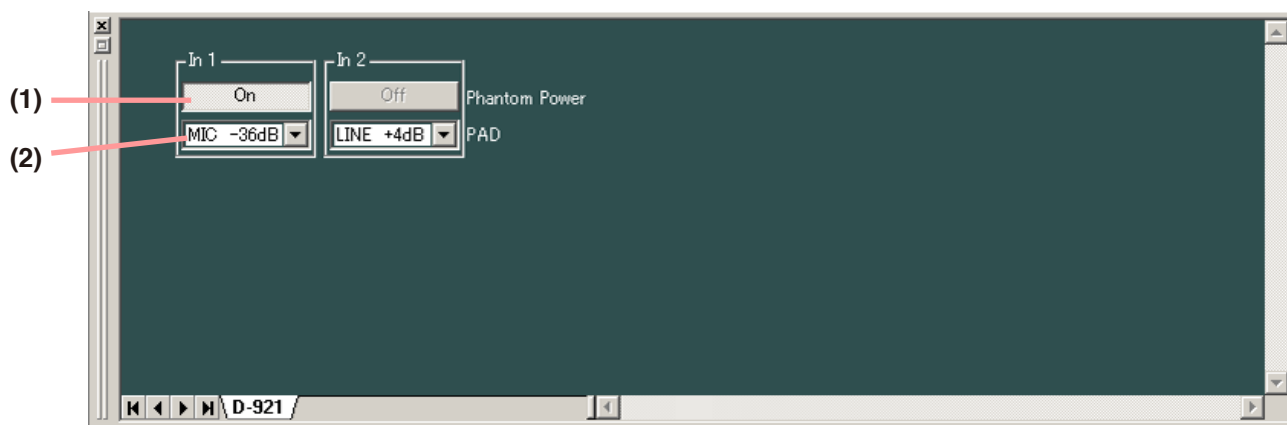 In 1 In 2
(1) On Off Phantom Power
(2) MIC -36dB LINE +4dB PAD
D-921